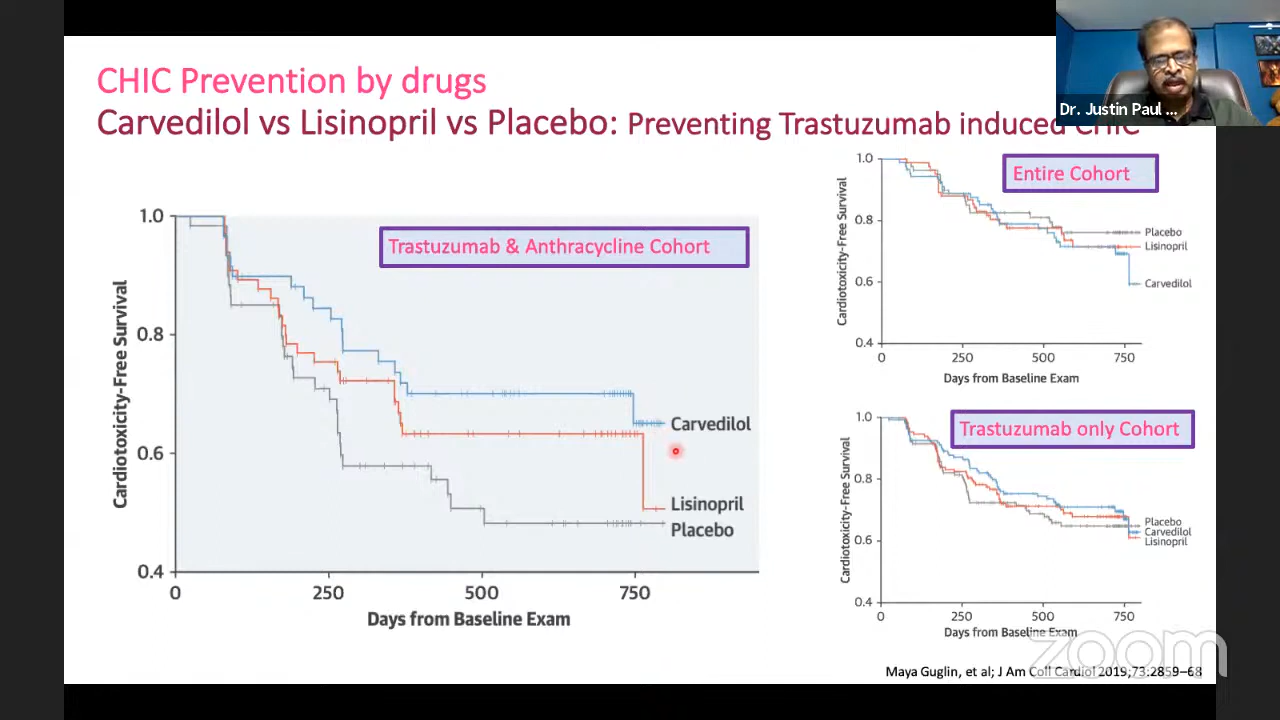 CHIC Prevention by drugs
Carvedilol vs Lisinopril vs Placebo: Preventing Trastuzumab induced CHIC
Dr. Justin Paul ...
Trastuzumab & Anthracycline Cohort
Cardiotoxicity-Free Survival
1.0
0.8
0.6
0.4
0
250
500
750
Days from Baseline Exam
Carvedilol
Lisinopril
Placebo
Entire Cohort
Cardiotoxicity-Free Survival
1.0
0.8
0.6
0.4
0
250
500
750
Days from Baseline Exam
Placebo
Lisinopril
Carvedilol
Trastuzumab only Cohort
Cardiotoxicity-Free Survival
1.0
0.8
0.6
0.4
0
250
500
750
Days from Baseline Exam
Placebo
Carvedilol
Lisinopril
zoom
Maya Guglin, et al; J Am Coll Cardiol 2019;73:2859–68